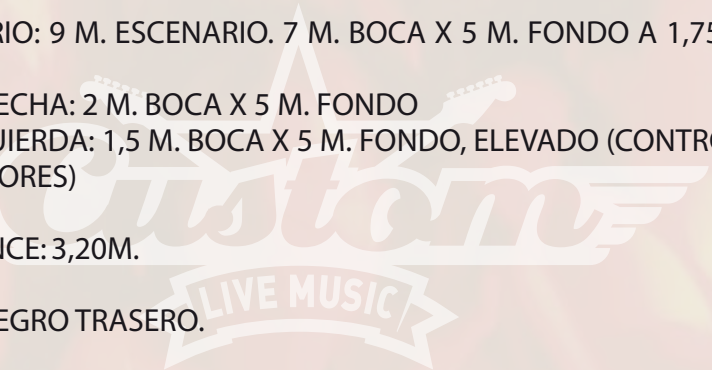 RIO: 9 M. ESCENARIO. 7 M. BOCA X 5 M. FONDO A 1,75
ECHA: 2 M. BOCA X 5 M. FONDO
UIERDA: 1,5 M. BOCA X 5 M. FONDO, ELEVADO (CONTRO
ORES)
NCE: 3,20M.
EGRO TRASERO.
Custom
LIVE MUSIC